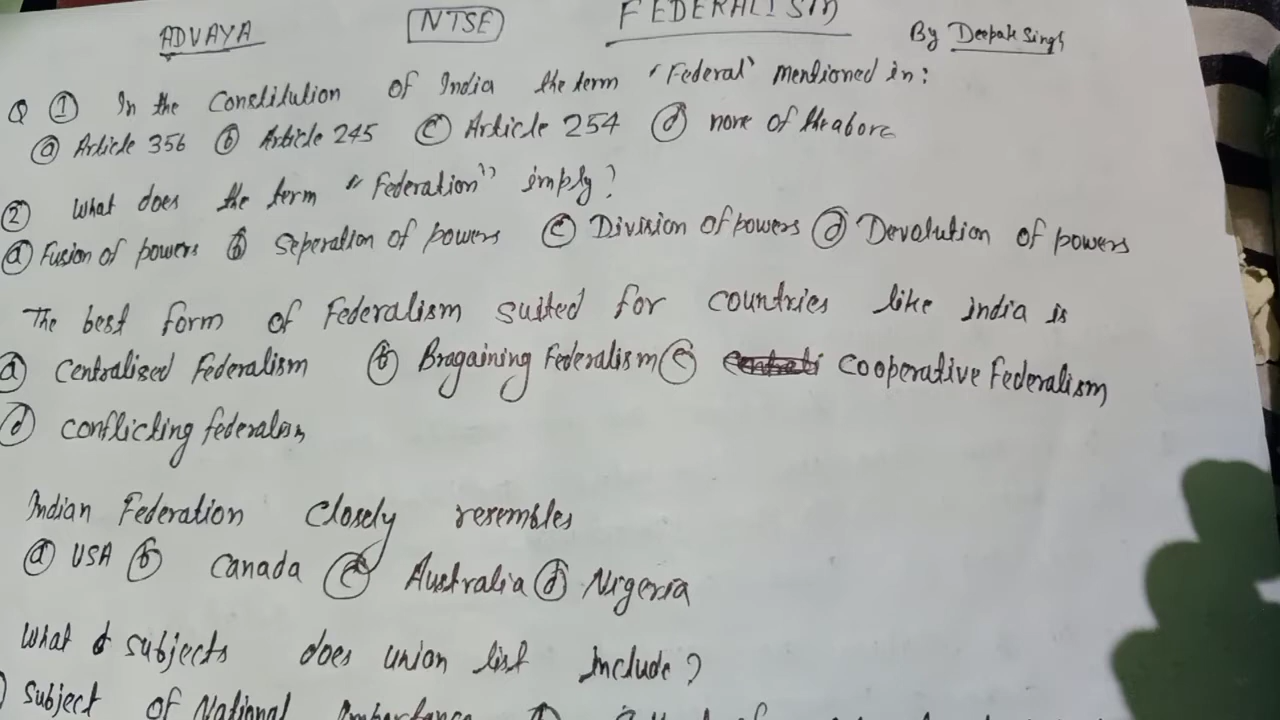 ADVAYA NTSE FEDERALISM By Deepak Singh
Q ① In the Constitution of India the term "Federal" mentioned in:
ⓐ Article 356 ⓑ Article 245 ⓒ Article 254 ⓓ none of the above
② What does the term "Federation" imply?
ⓐ Fusion of powers ⓑ Seperation of powers ⓒ Division of powers ⓓ Devolution of powers
The best form of Federalism suited for countries like india is
ⓐ Centralised Federalism ⓑ Bragaining Federalism ⓒ Cooperative Federalism
ⓓ conflicting federalism
Indian Federation Closely resembles
ⓐ USA ⓑ Canada ⓒ Australia ⓓ Nigeria
What subjects does union list include?
Subject of National Importance